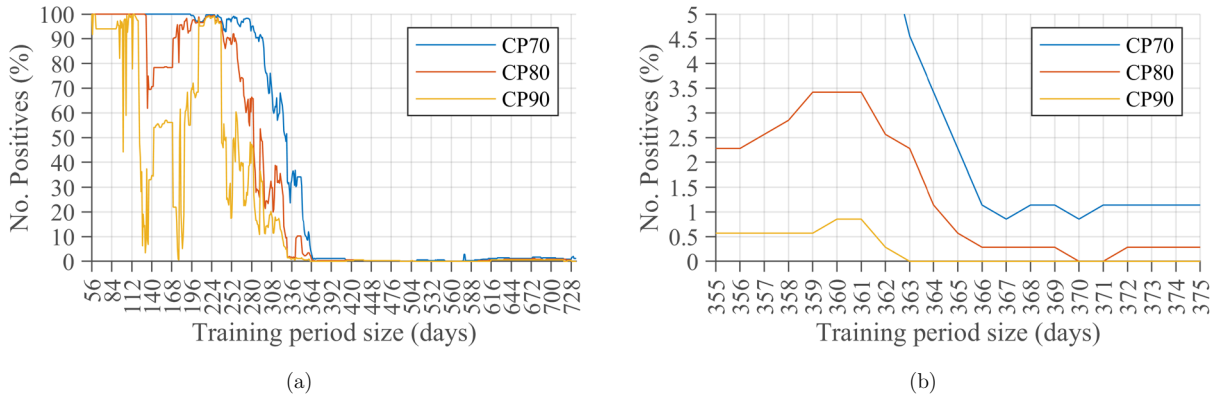 100
90
80
70
60
50
40
30
20
10
0
No. Positives (%)
CP70
CP80
CP90
56 84 112 140 168 196 224 252 280 308 336 364 392 420 448 476 504 532 560 588 616 644 672 700 728
Training period size (days)
(a)
5
4.5
4
3.5
3
2.5
2
1.5
1
0.5
0
No. Positives (%)
CP70
CP80
CP90
355 356 357 358 359 360 361 362 363 364 365 366 367 368 369 370 371 372 373 374 375
Training period size (days)
(b)